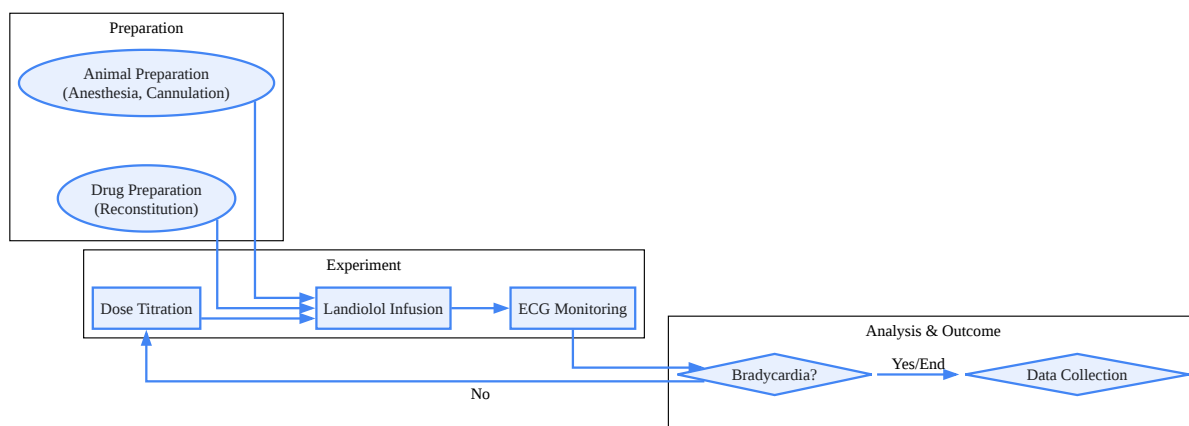 Preparation
Animal Preparation
(Anesthesia, Cannulation)
Drug Preparation
(Reconstitution)
Experiment
Dose Titration
Landiolol Infusion
ECG Monitoring
Analysis & Outcome
Bradycardia?
Yes/End
Data Collection
No